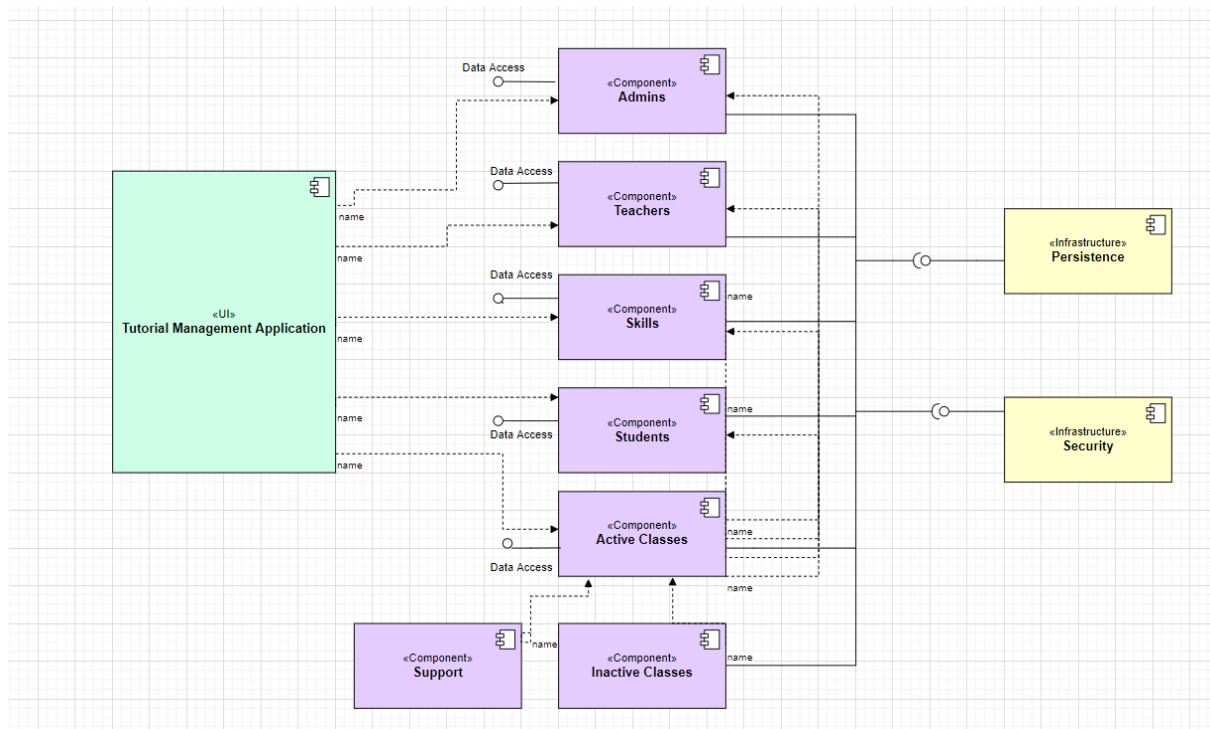 Data Access
«Component»
Admins
Data Access
«Component»
Teachers
name
name
«UI»
Tutorial Management Application
name
name
name
Data Access
«Component»
Skills
name
«Component»
Students
name
Data Access
«Component»
Active Classes
name
Data Access
name
«Component»
Support
name
«Component»
Inactive Classes
name
«Infrastructure»
Persistence
«Infrastructure»
Security